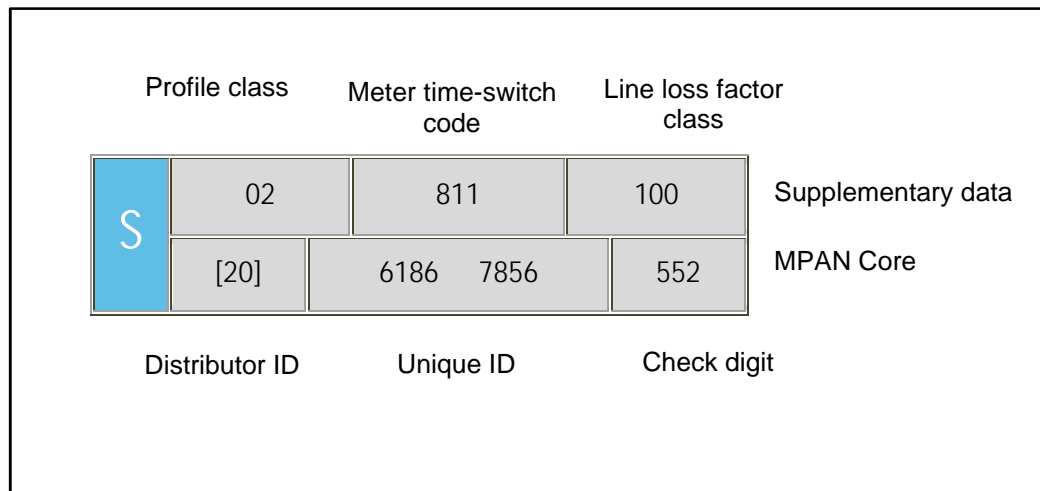 Profile class Meter time-switch code Line loss factor class
S
02 811 100 Supplementary data
[20] 6186 7856 552 MPAN Core
Distributor ID Unique ID Check digit